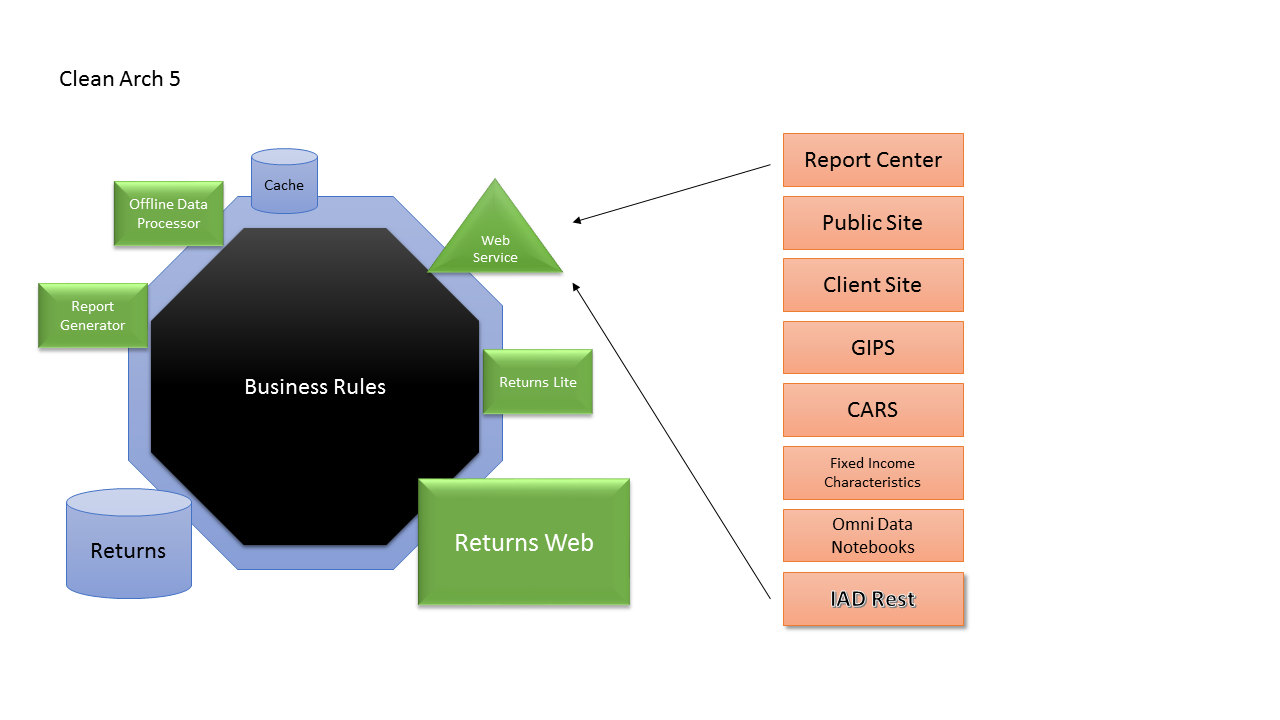 Clean Arch 5
Cache
Offline Data
Processor
Web
Service
Report
Generator
Business Rules
Returns Lite
Returns
Returns Web
Report Center
Public Site
Client Site
GIPS
CARS
Fixed Income
Characteristics
Omni Data
Notebooks
IAD Rest